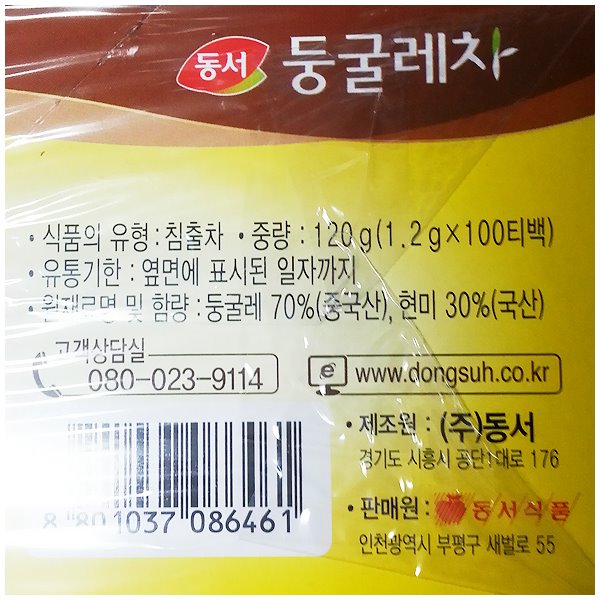 동서 둥굴레차
• 식품의 유형 : 침출차 • 중량 : 120g(1.2g×100티백)
• 유통기한 : 옆면에 표시된 일자까지
• 원재료명 및 함량 : 둥굴레 70%(중국산), 현미 30%(국산)
고객상담실
080-023-9114
e www.dongsuh.co.kr
• 제조원 : (주)동서
경기도 시흥시 공단1대로 176
• 판매원 : 동서식품
인천광역시 부평구 새벌로 55
8 801037 086461